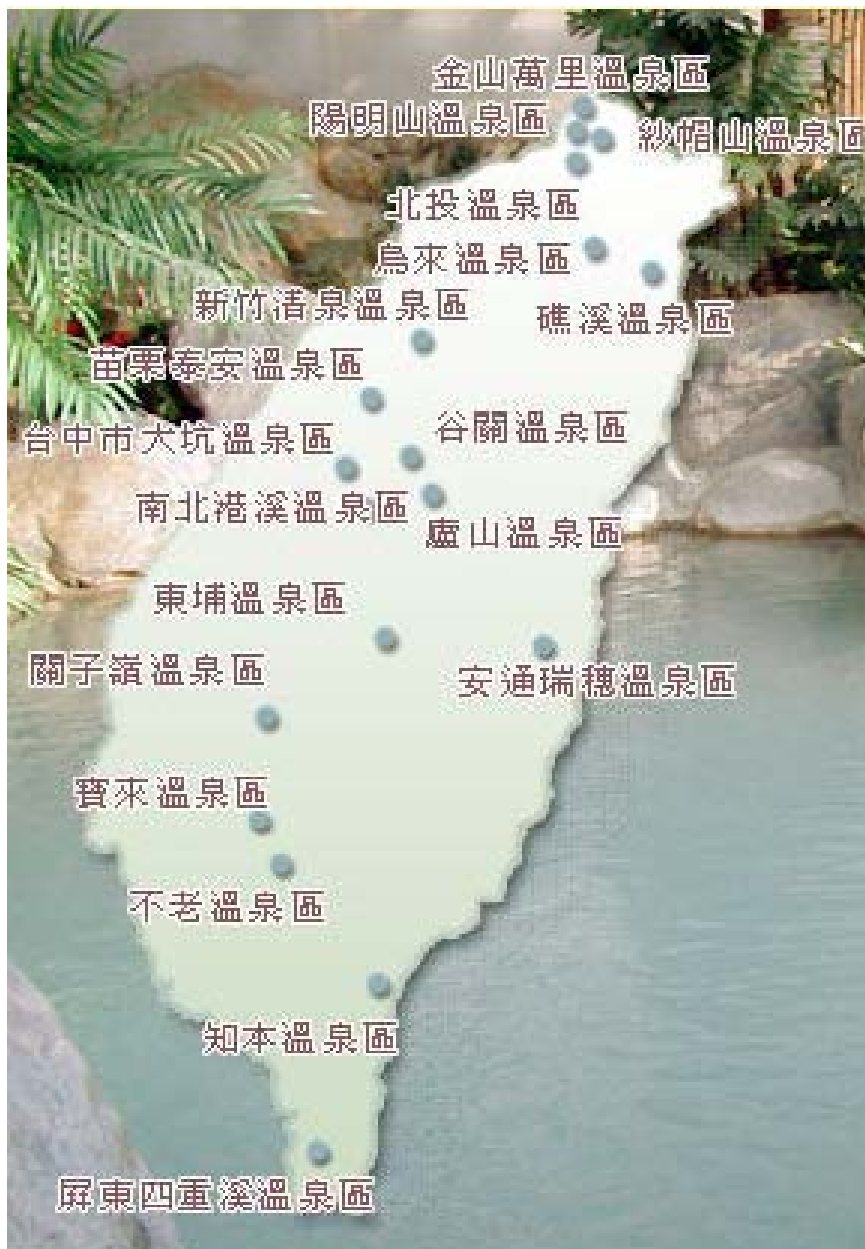 金山萬里溫泉區
陽明山溫泉區
紗帽山溫泉區
北投溫泉區
烏來溫泉區
新竹清泉溫泉區
礁溪溫泉區
苗栗泰安溫泉區
台中市大坑溫泉區
谷關溫泉區
南北港溪溫泉區
廬山溫泉區
東埔溫泉區
關子嶺溫泉區
安通瑞穗溫泉區
寶來溫泉區
不老溫泉區
知本溫泉區
屏東四重溪溫泉區